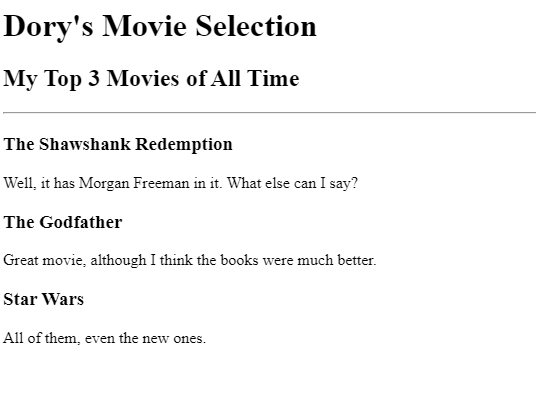 Dory's Movie Selection
My Top 3 Movies of All Time
The Shawshank Redemption
Well, it has Morgan Freeman in it. What else can I say?
The Godfather
Great movie, although I think the books were much better.
Star Wars
All of them, even the new ones.